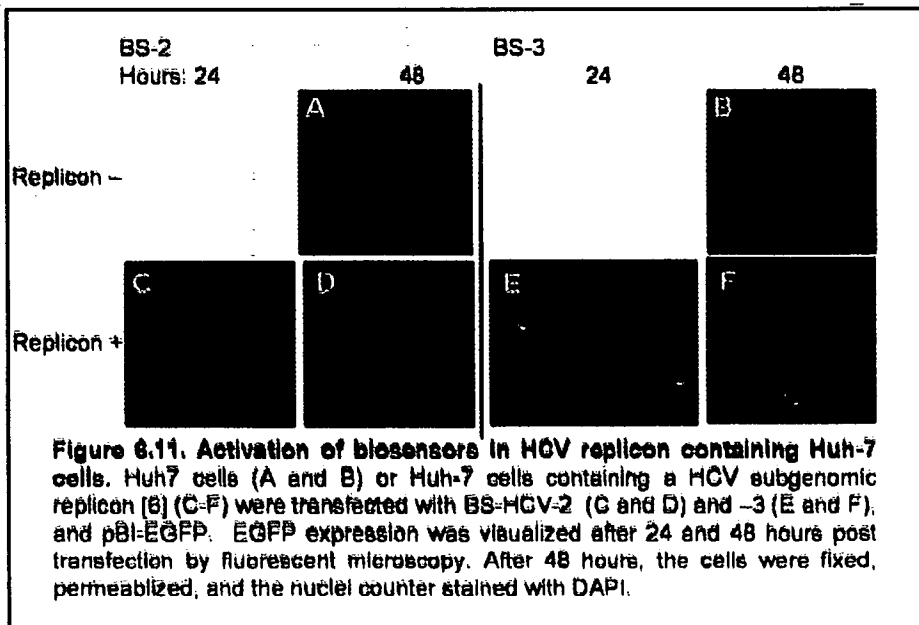 BS-2 BS-3
Hours: 24 48 24 48
A B
Replicon –
C D E F
Replicon +
Figure 6.11. Activation of biosensors in HCV replicon containing Huh-7
cells. Huh7 cells (A and B) or Huh-7 cells containing a HCV subgenomic
replicon [6] (C-F) were transfected with BS-HCV-2 (C and D) and –3 (E and F),
and pBI-EGFP. EGFP expression was visualized after 24 and 48 hours post
transfection by fluorescent microscopy. After 48 hours, the cells were fixed,
permeablized, and the nuclei counter stained with DAPI.